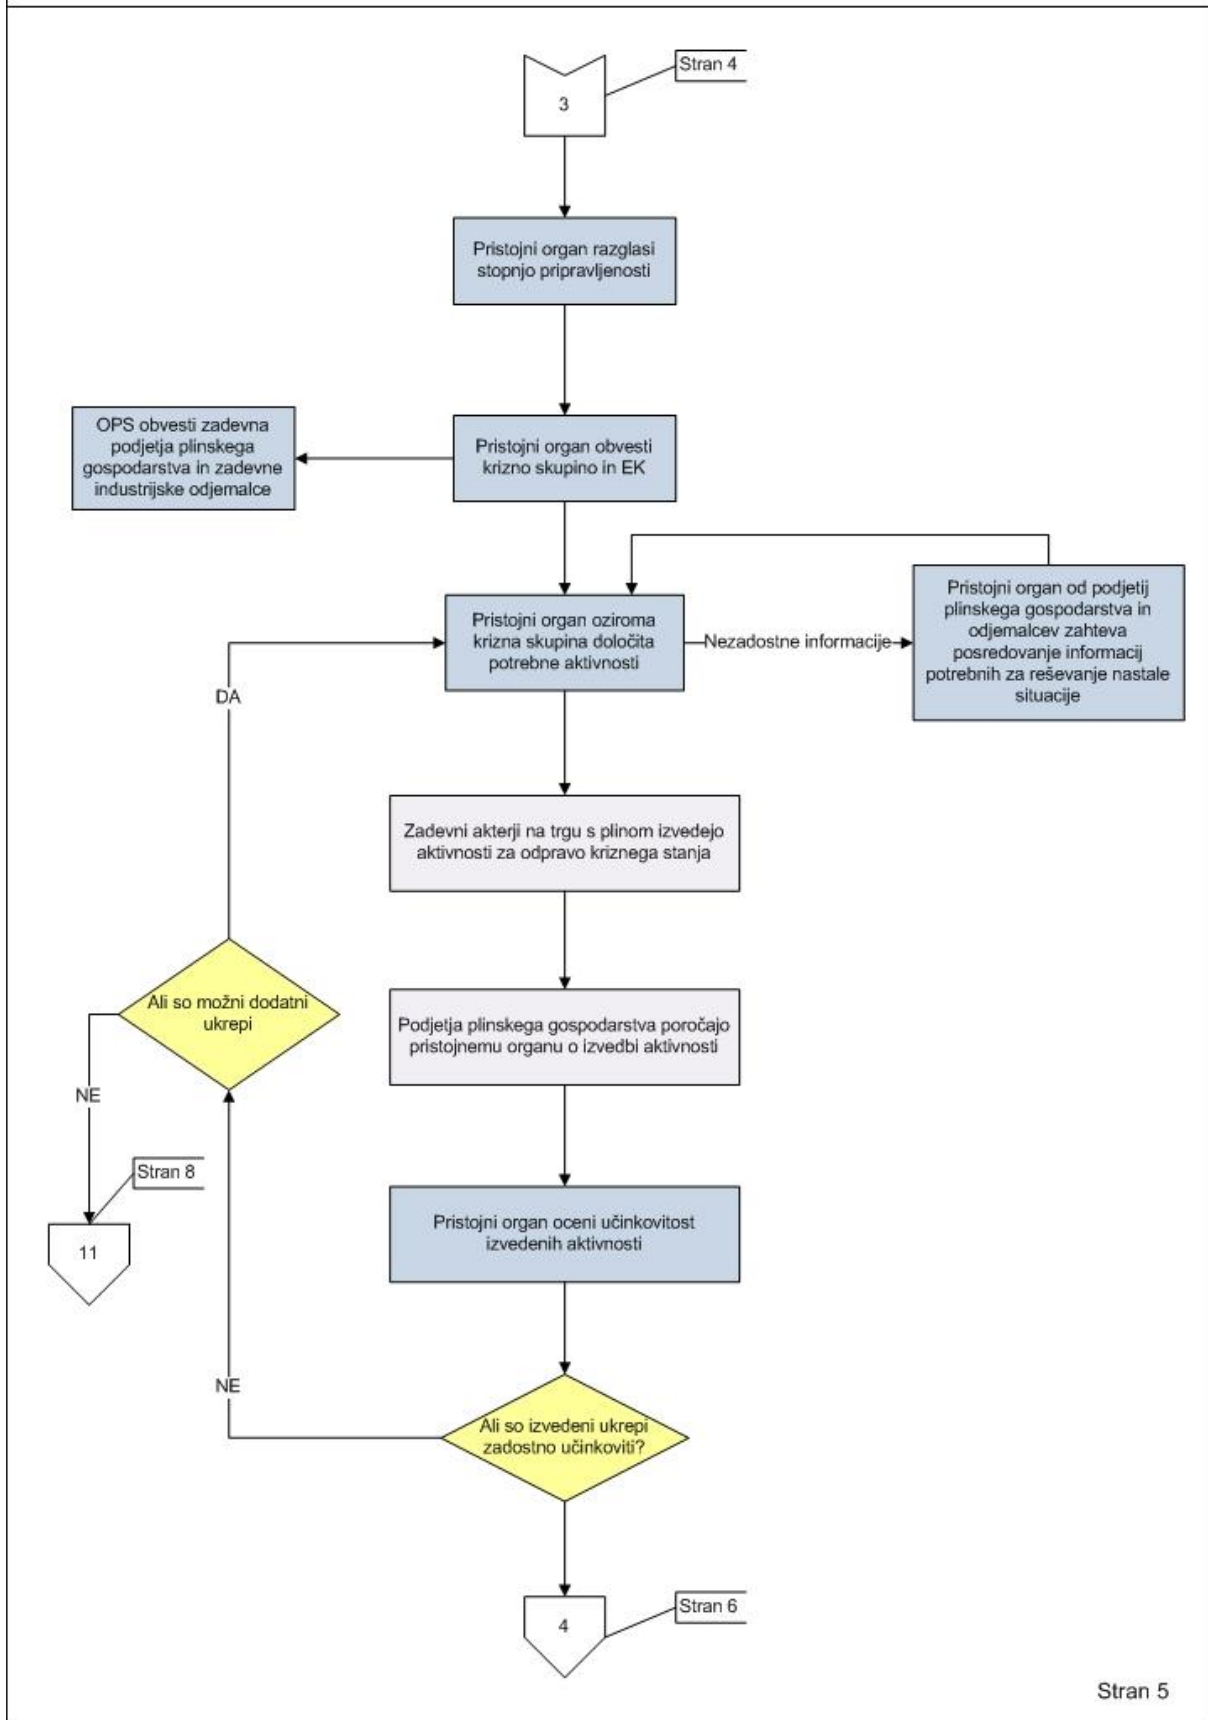 Stran 4
3
Pristojni organ razglasi
stopnjo pripravljenosti
OPS obvesti zadevna
podjetja plinskega
gospodarstva in zadevne
industrijske odjemalce
Pristojni organ obvesti
krizno skupino in EK
Pristojni organ oziroma
krizna skupina določita
potrebne aktivnosti
Nezadostne informacije
Pristojni organ od podjetij
plinskega gospodarstva in
odjemalcev zahteva
posredovanje informacij
potrebnih za reševanje nastale
situacije
DA
Zadevni akterji na trgu s plinom izvedejo
aktivnosti za odpravo kriznega stanja
Ali so možni dodatni
ukrepi
Podjetja plinskega gospodarstva poročajo
pristojnemu organu o izvedbi aktivnosti
NE
Stran 8
11
Pristojni organ oceni učinkovitost
izvedenih aktivnosti
NE
Ali so izvedeni ukrepi
zadostno učinkoviti?
Stran 6
4
Stran 5